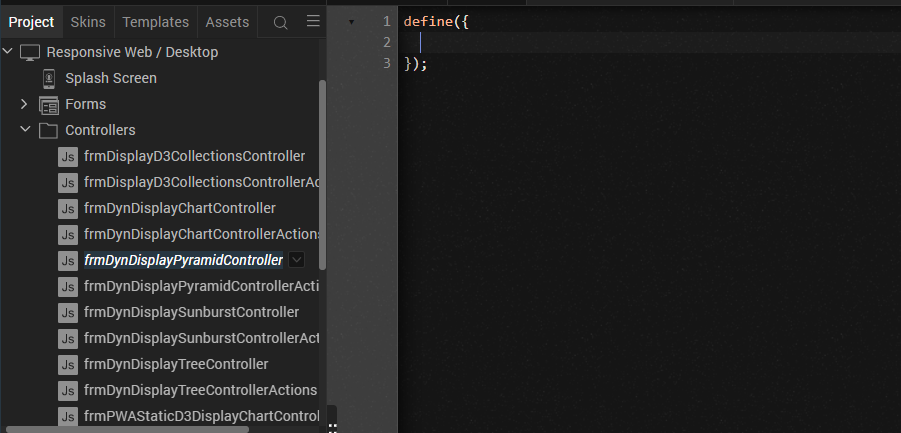 Project Skins Templates Assets
Responsive Web / Desktop
Splash Screen
Forms
Controllers
Js frmDisplayD3CollectionsController
Js frmDisplayD3CollectionsControllerAc
Js frmDynDisplayChartController
Js frmDynDisplayChartControllerActions
Js frmDynDisplayPyramidController
Js frmDynDisplayPyramidControllerActi
Js frmDynDisplaySunburstController
Js frmDynDisplaySunburstControllerAct
Js frmDynDisplayTreeController
Js frmDynDisplayTreeControllerActions
Js frmPWAStaticD3DisplayChartControl
1 define({
2
3 });